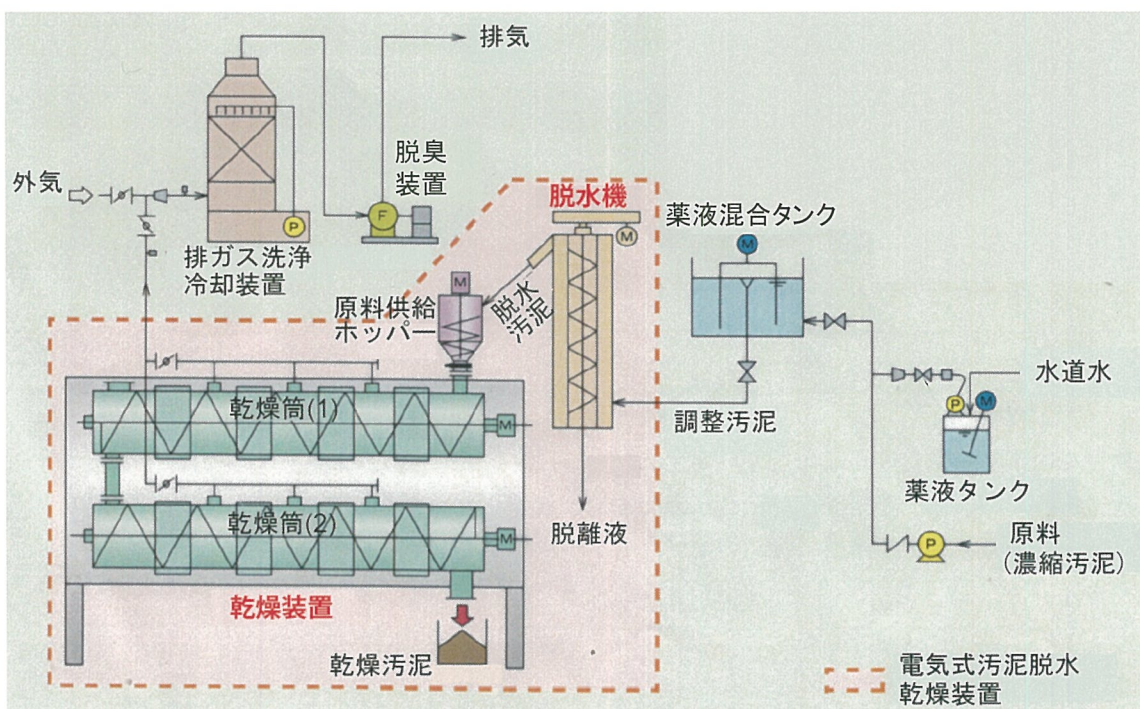 排気
脱臭
装置
外気
P
F
排ガス洗浄
冷却装置
脱水機
M
薬液混合タンク
M
M
原料供給
ホッパー
脱水
汚泥
水道水
P
M
調整汚泥
薬液タンク
乾燥筒(1)
M
乾燥筒(2)
M
脱離液
P
原料
(濃縮汚泥)
乾燥装置
乾燥汚泥
電気式汚泥脱水
乾燥装置